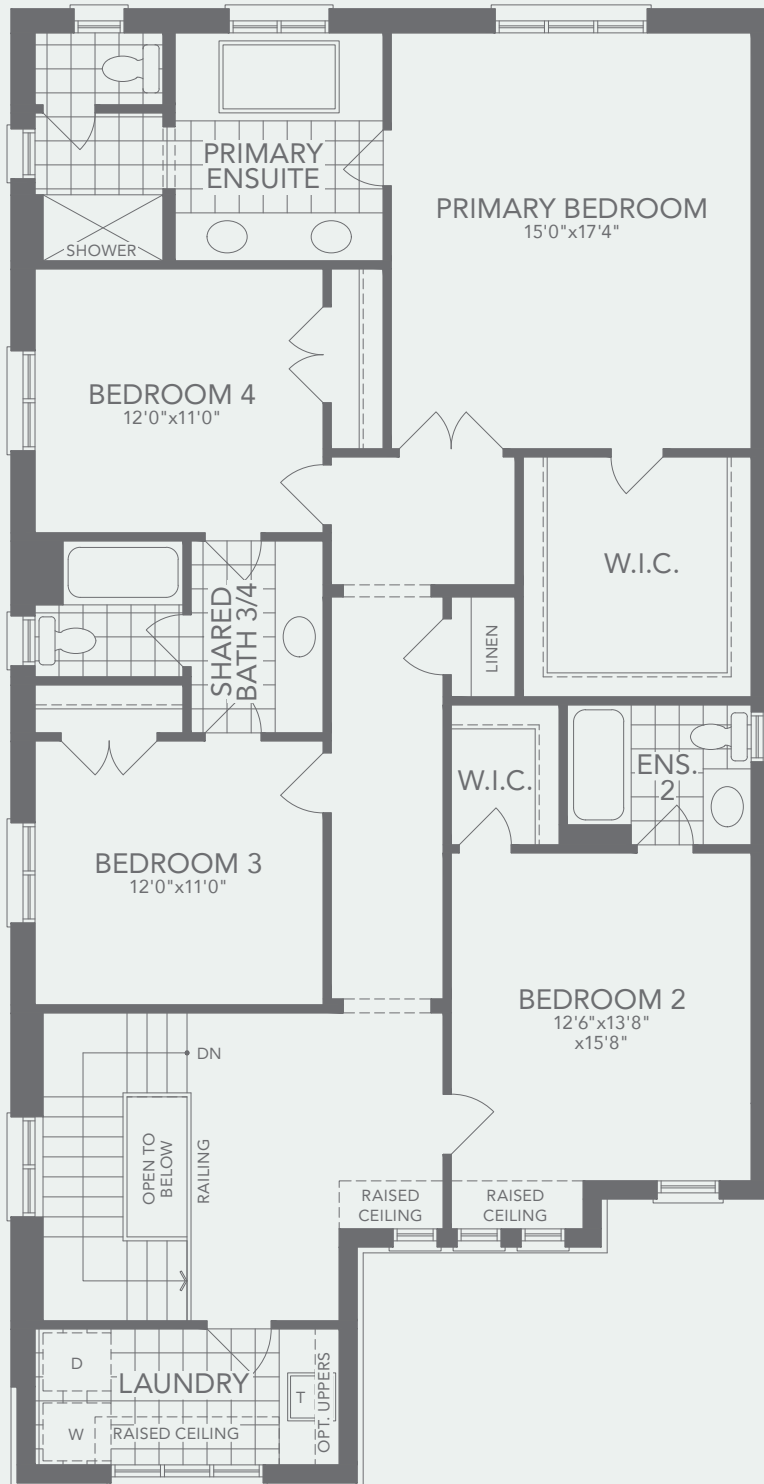 PRIMARY
ENSUITE
PRIMARY BEDROOM
15'0"x17'4"
SHOWER
BEDROOM 4
12'0"x11'0"
W.I.C.
SHARED
BATH 3/4
LINEN
W.I.C.
ENS.
2
BEDROOM 3
12'0"x11'0"
BEDROOM 2
12'6"x13'8"
x15'8"
DN
OPEN TO
BELOW
RAILING
RAISED
CEILING
RAISED
CEILING
D
LAUNDRY
T
OPT. UPPERS
W
RAISED CEILING